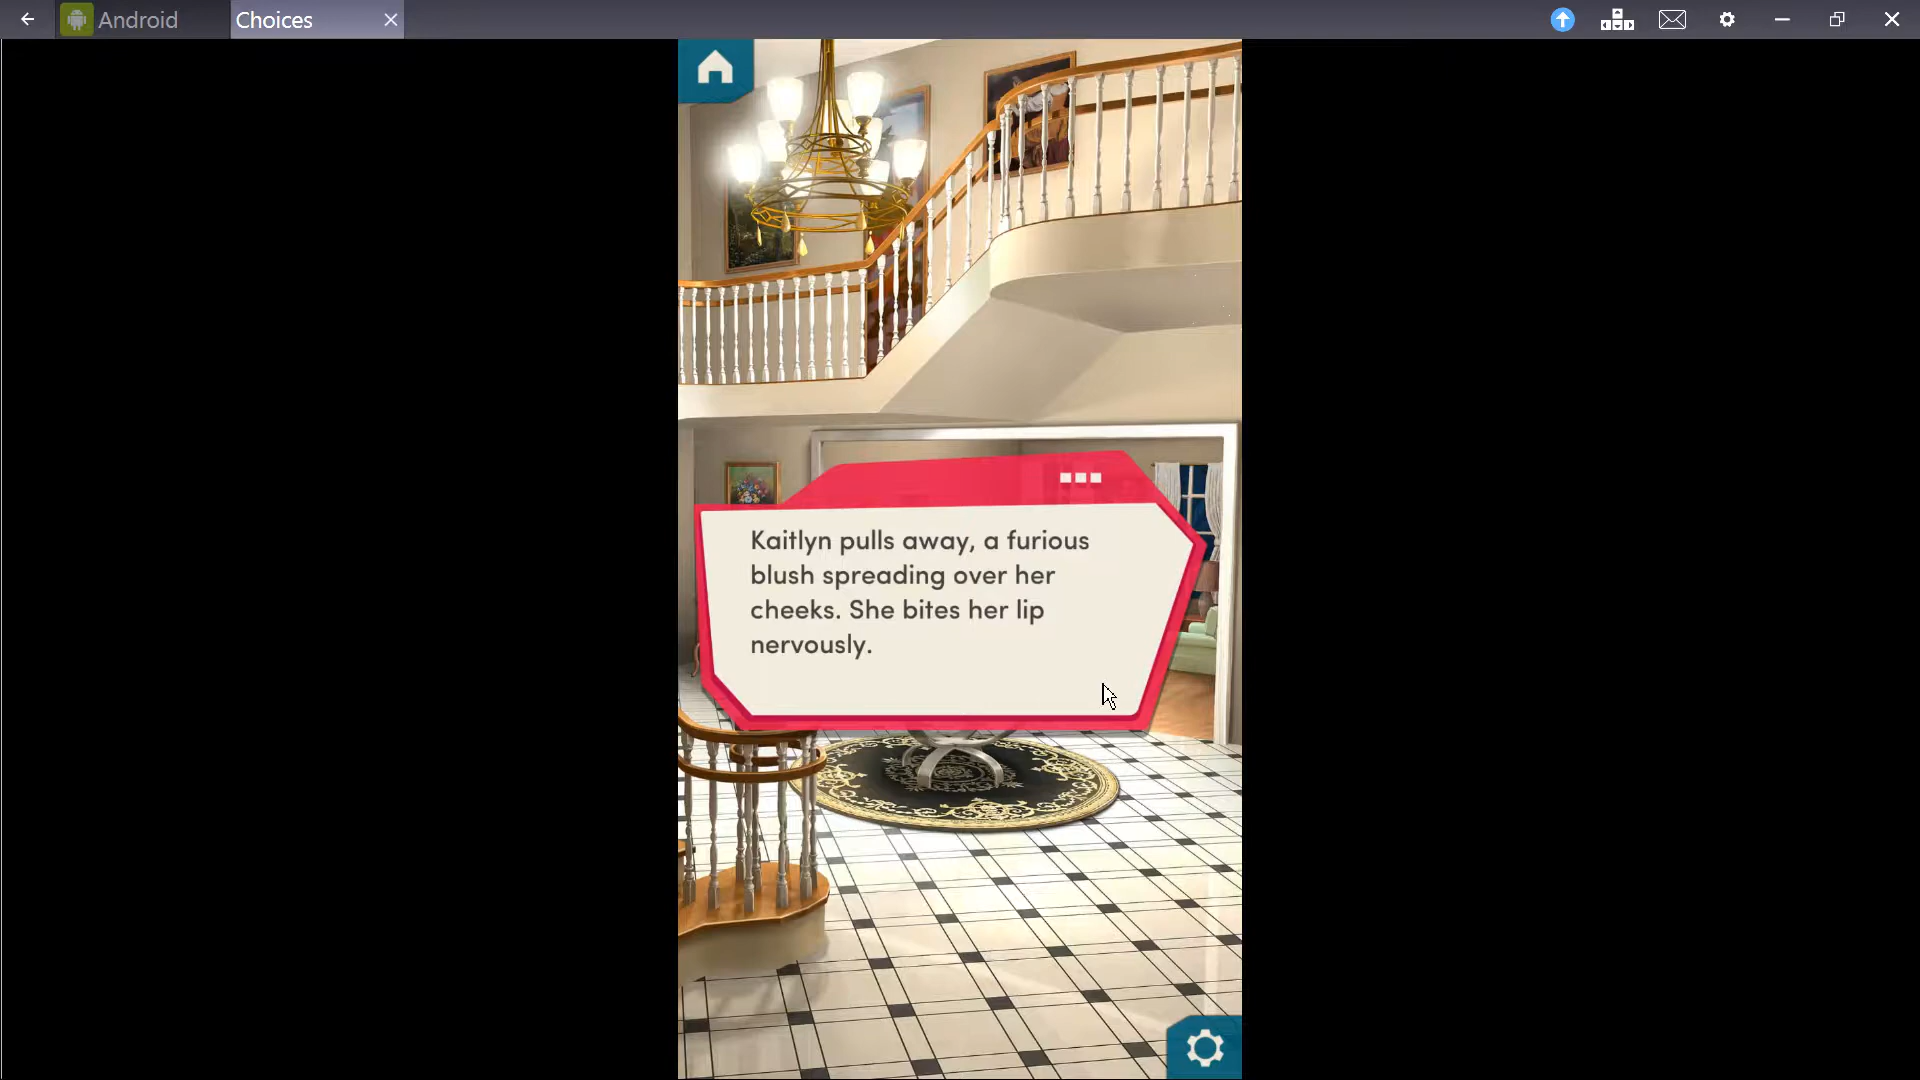 Android
Choices
Kaitlyn pulls away, a furious
blush spreading over her
cheeks. She bites her lip
nervously.